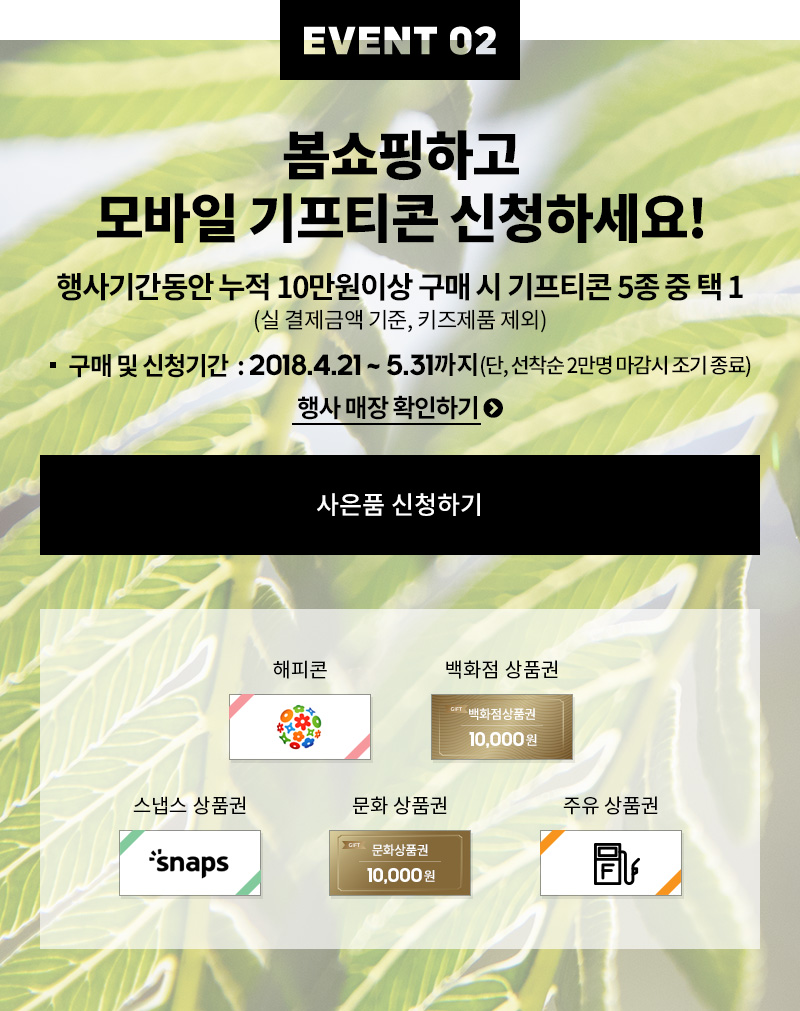 EVENT 02
봄쇼핑하고
모바일 기프티콘 신청하세요!
행사기간동안 누적 10만원이상 구매 시 기프티콘 5종 중 택 1
(실 결제금액 기준, 키즈제품 제외)
▪ 구매 및 신청기간 : 2018.4.21 ~ 5.31까지(단, 선착순 2만명 마감시 조기 종료)
행사 매장 확인하기
사은품 신청하기
해피콘 백화점 상품권
GIFT 백화점상품권
10,000원
스냅스 상품권 문화 상품권 주유 상품권
snaps GIFT 문화상품권 F
10,000원